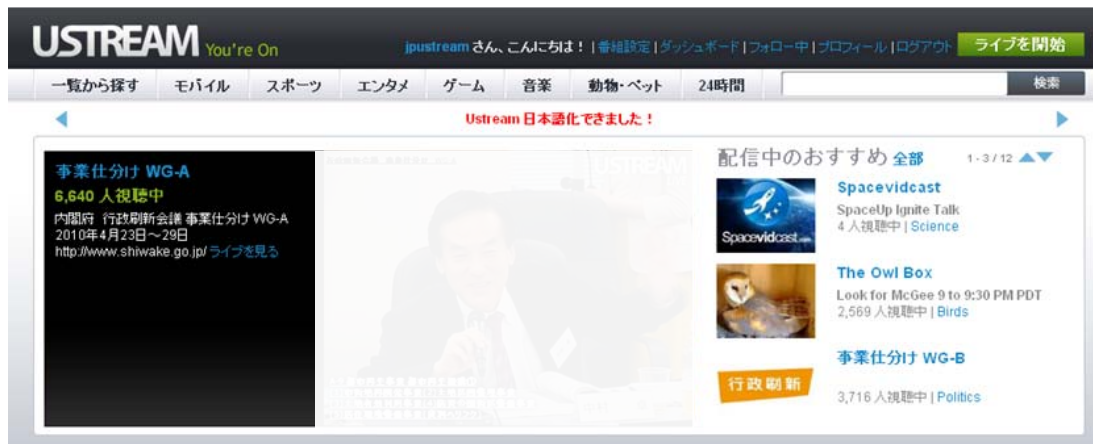 USTREAM You're On
jpustream さん、こんにちは！ | 番組設定 | ダッシュボード | フォロー中 | プロフィール | ログアウト
ライブを開始
一覧から探す モバイル スポーツ エンタメ ゲーム 音楽 動物・ペット 24時間
検索
Ustream 日本語化できました！
事業仕分け WG-A
6,640 人視聴中
内閣府 行政刷新会議 事業仕分け WG-A
2010年4月23日～29日
http://www.shiwake.go.jp/ ライブを見る
USTREAM
配信中のおすすめ 全部
1 - 3 / 12
Spacevidcast
Spacevidcast
SpaceUp Ignite Talk
4 人視聴中 | Science
The Owl Box
Look for McGee 9 to 9:30 PM PDT
2,569 人視聴中 | Birds
事業仕分け WG-B
行政刷新
3,716 人視聴中 | Politics